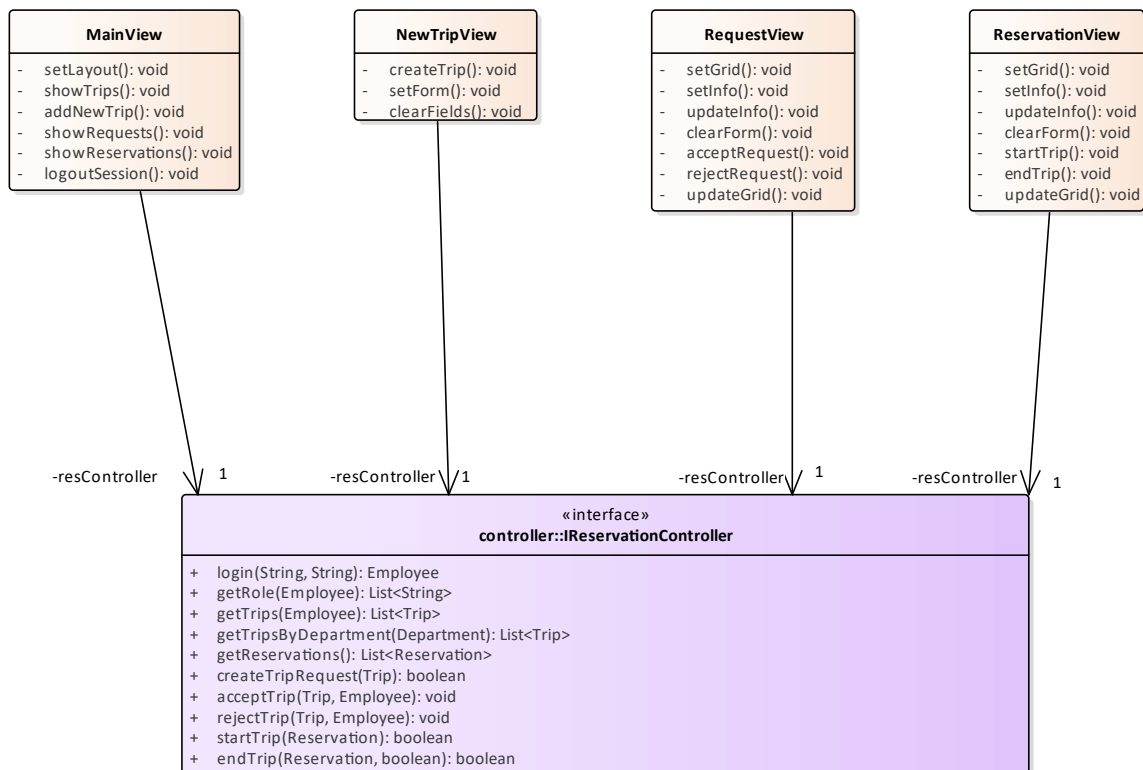 MainView
- setLayout(): void
- showTrips(): void
- addNewTrip(): void
- showRequests(): void
- showReservations(): void
- logoutSession(): void
NewTripView
- createTrip(): void
- setForm(): void
- clearFields(): void
RequestView
- setGrid(): void
- setInfo(): void
- updateInfo(): void
- clearForm(): void
- acceptRequest(): void
- rejectRequest(): void
- updateGrid(): void
ReservationView
- setGrid(): void
- setInfo(): void
- updateInfo(): void
- clearForm(): void
- startTrip(): void
- endTrip(): void
- updateGrid(): void
-resController 1
-resController 1
-resController 1
-resController 1
«interface»
controller::IReservationController
+ login(String, String): Employee
+ getRole(Employee): List<String>
+ getTrips(Employee): List<Trip>
+ getTripsByDepartment(Department): List<Trip>
+ getReservations(): List<Reservation>
+ createTripRequest(Trip): boolean
+ acceptTrip(Trip, Employee): void
+ rejectTrip(Trip, Employee): void
+ startTrip(Reservation): boolean
+ endTrip(Reservation, boolean): boolean